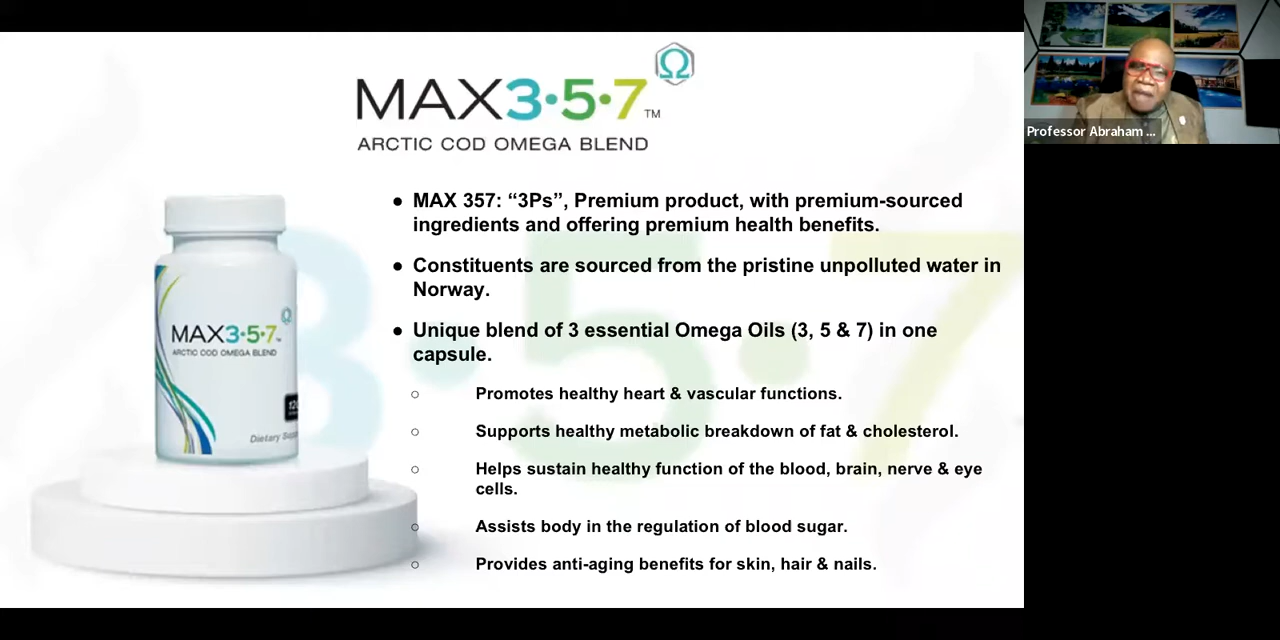 Ω
MAX3•5•7™
ARCTIC COD OMEGA BLEND
Professor Abraham ...
● MAX 357: “3Ps”, Premium product, with premium-sourced
ingredients and offering premium health benefits.
● Constituents are sourced from the pristine unpolluted water in
Norway.
● Unique blend of 3 essential Omega Oils (3, 5 & 7) in one
capsule.
○ Promotes healthy heart & vascular functions.
○ Supports healthy metabolic breakdown of fat & cholesterol.
○ Helps sustain healthy function of the blood, brain, nerve & eye
cells.
○ Assists body in the regulation of blood sugar.
○ Provides anti-aging benefits for skin, hair & nails.
Ω
MAX3•5•7™
ARCTIC COD OMEGA BLEND
Dietary
3•5•7